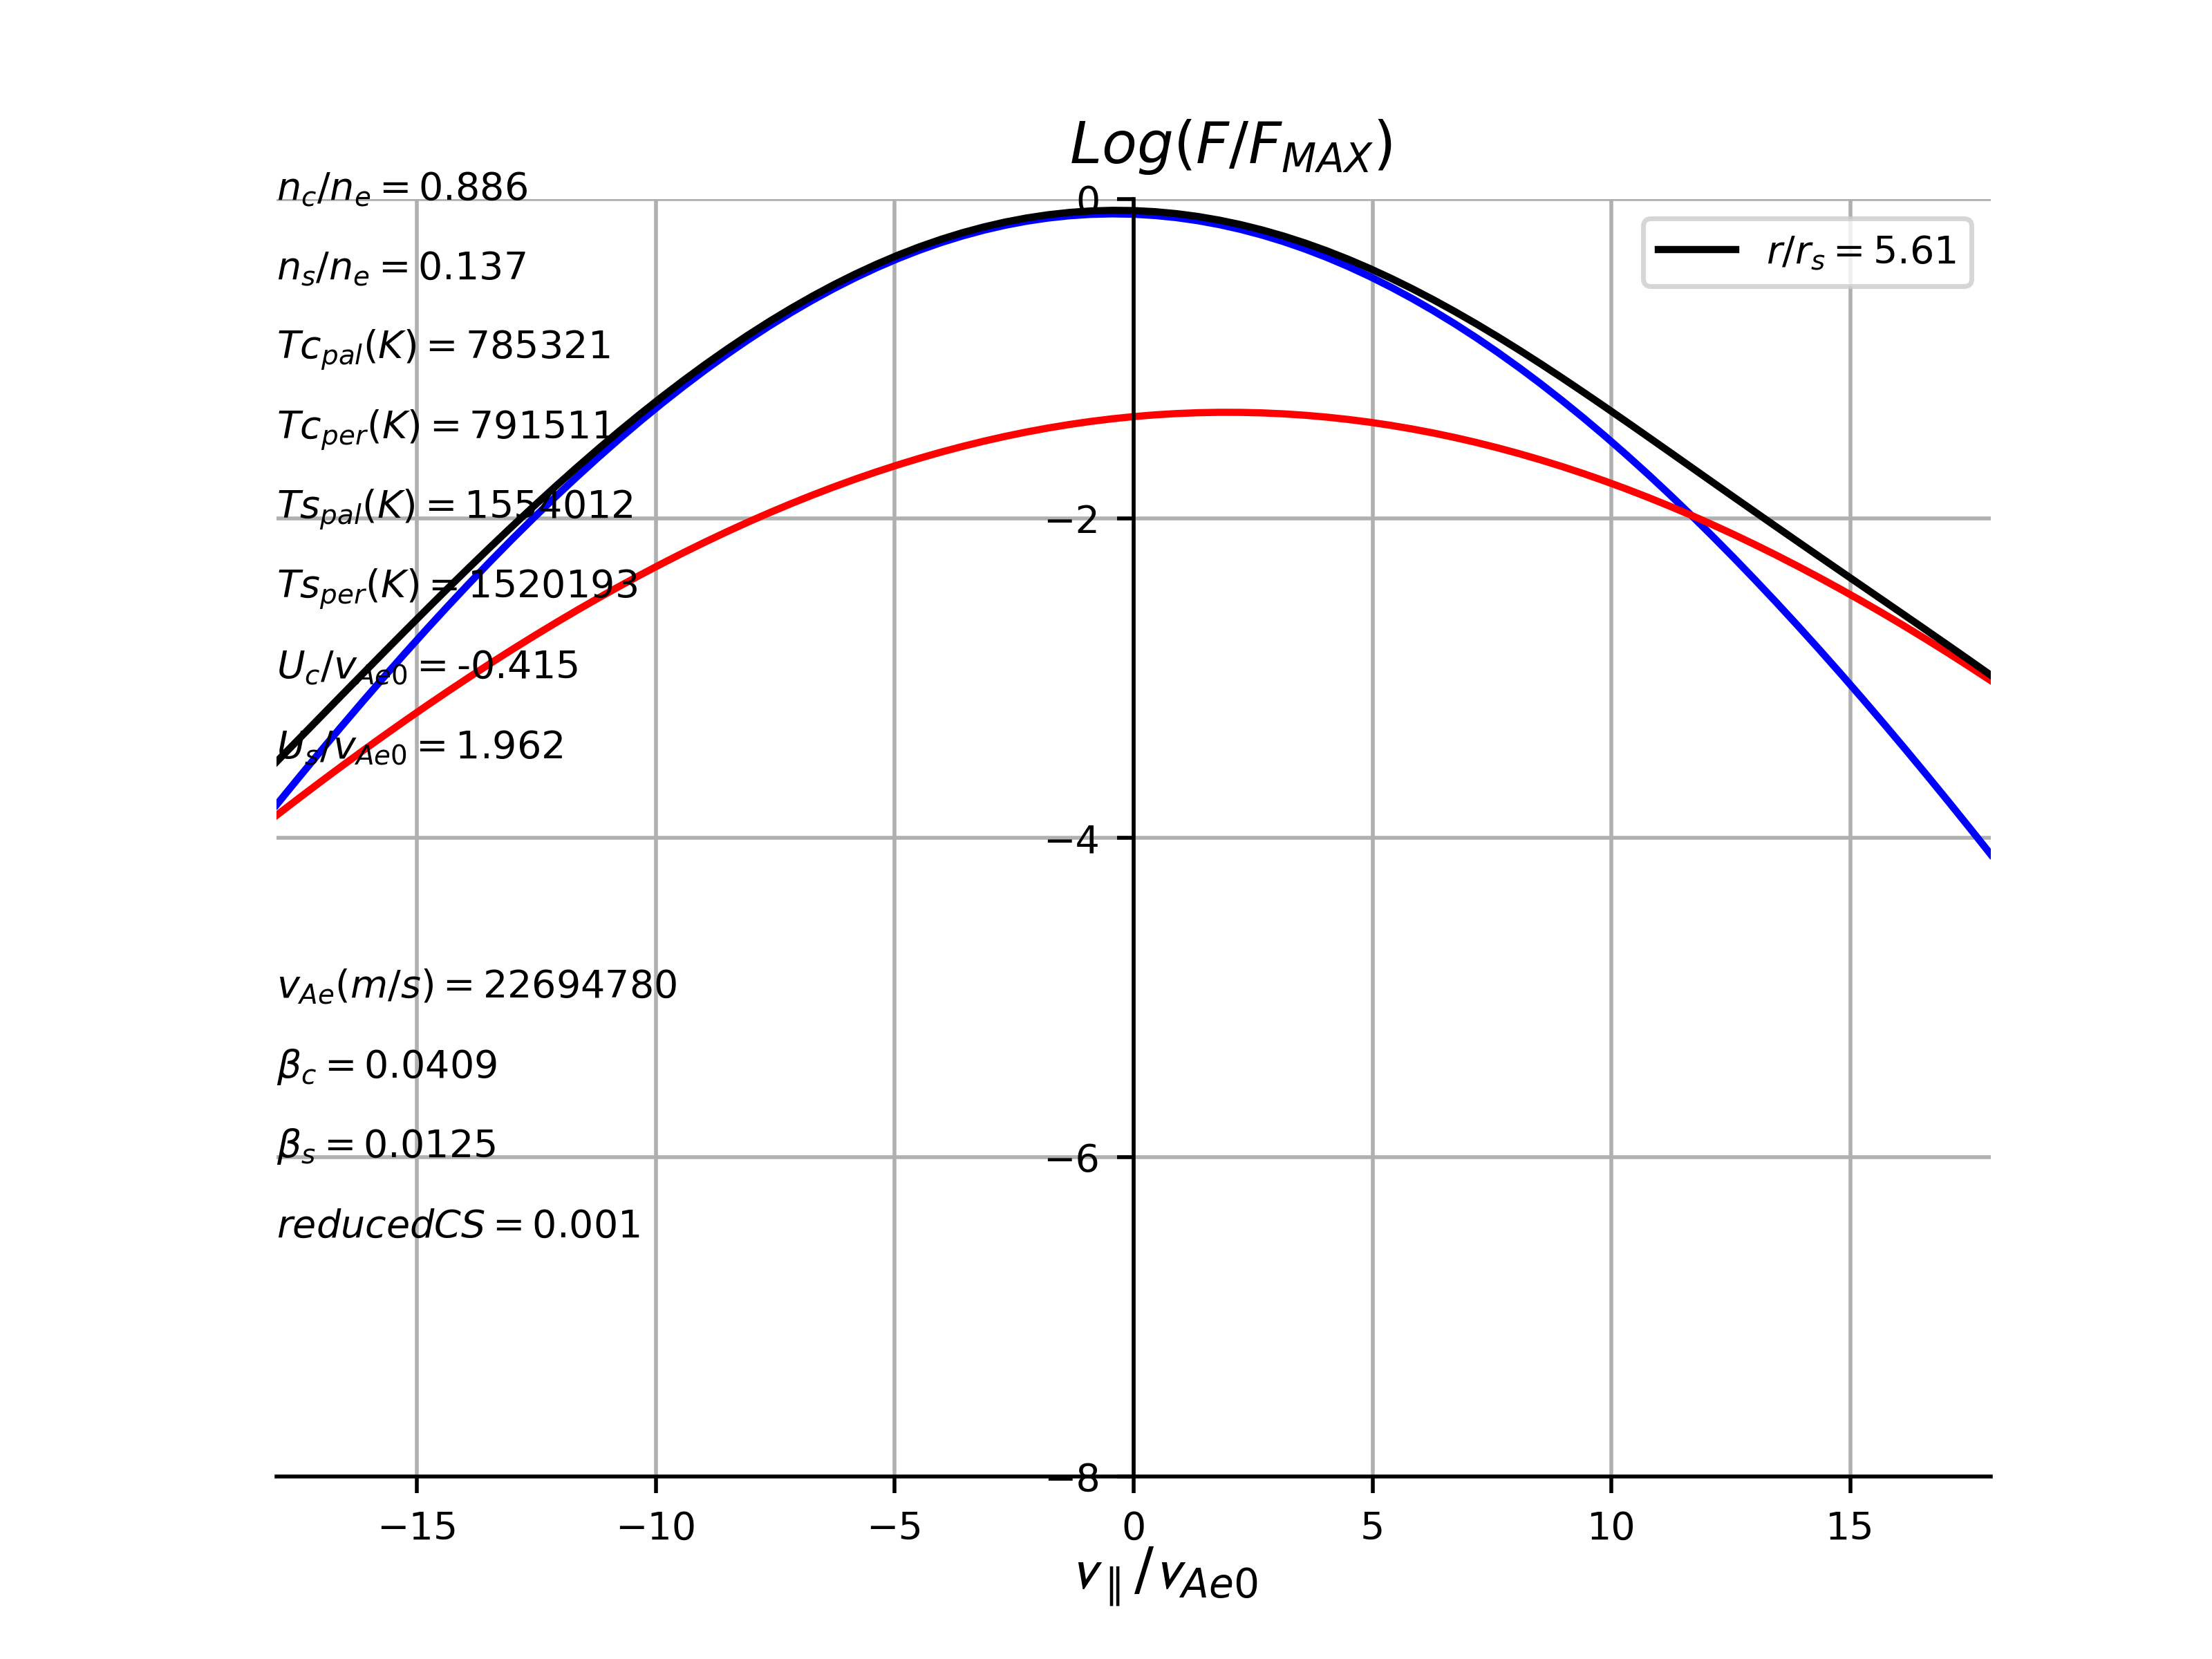 Log(F/F_MAX)
n_c/n_e = 0.886
n_s/n_e = 0.137
Tc_pal(K) = 785321
Tc_per(K) = 791511
Ts_pal(K) = 1554012
Ts_per(K) = 1520193
U_c/v_Ae0 = -0.415
U_s/v_Ae0 = 1.962
v_Ae(m/s) = 22694780
β_c = 0.0409
β_s = 0.0125
reducedCS = 0.001
r/r_s = 5.61
0
−2
−4
−6
−8
−15 −10 −5 0 5 10 15
v_∥/v_Ae0